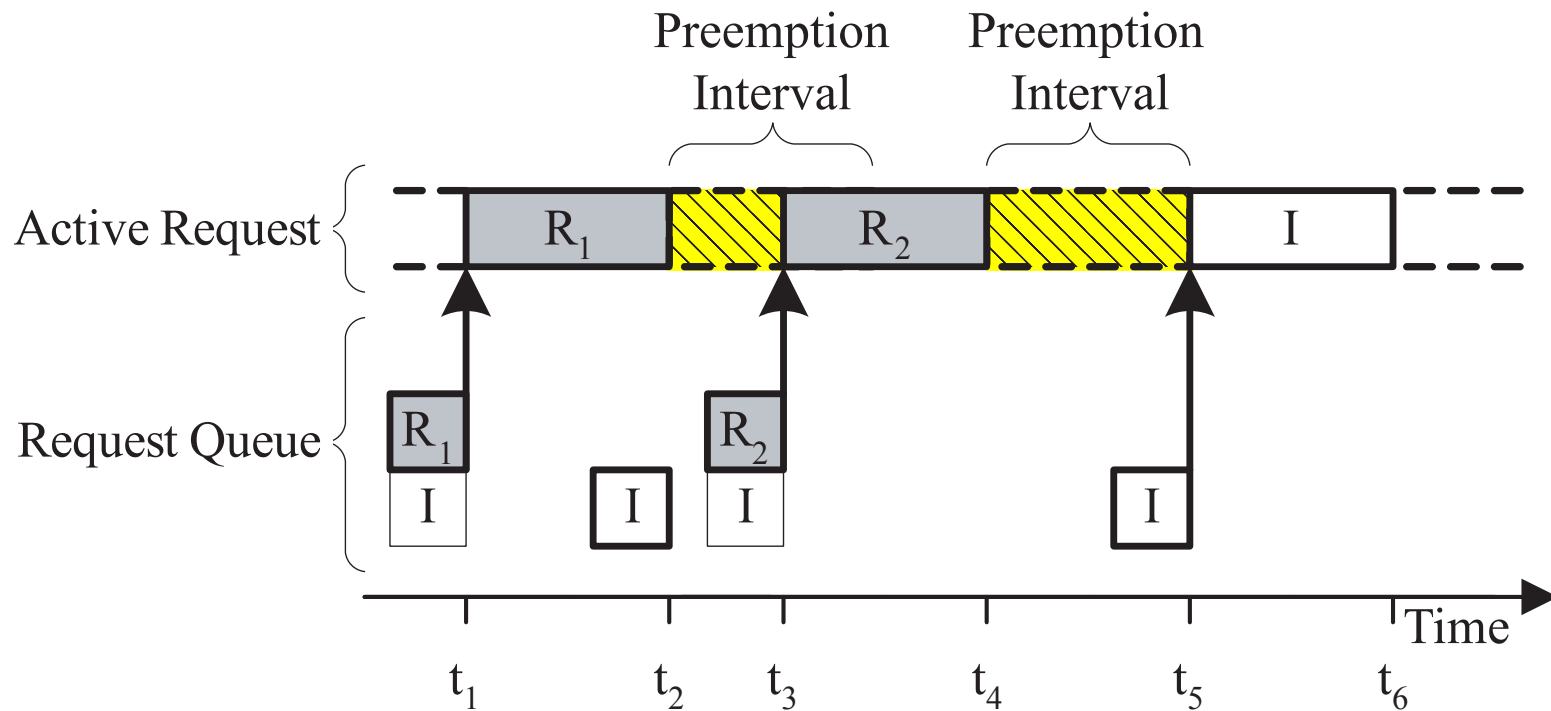 Preemption Interval
Preemption Interval
Active Request
R1
R2
I
Request Queue
R1
I
I
R2
I
I
Time
t1
t2
t3
t4
t5
t6